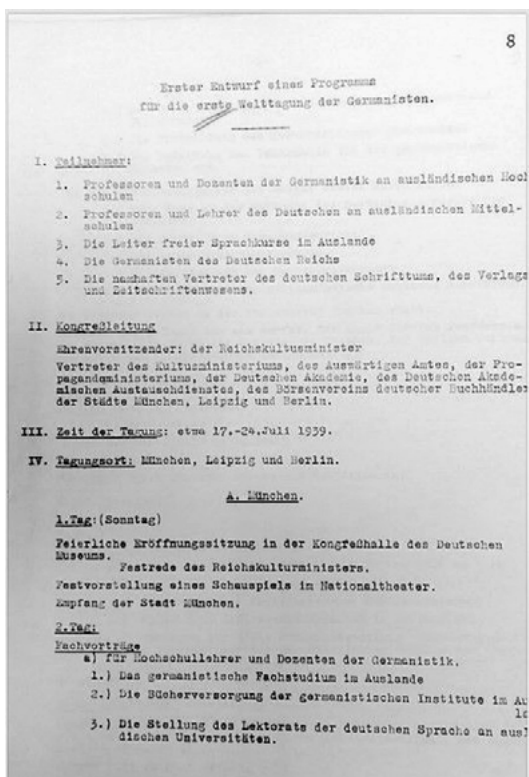 8
Erster Entwurf eines Programms
für die erste Welttagung der Germanisten.
I. Teilnehmer:
1. Professoren und Dozenten der Germanistik an ausländischen Hoch
schulen
2. Professoren und Lehrer des Deutschen an ausländischen Mittel-
schulen
3. Die Leiter freier Sprachkurse im Auslande
4. Die Germanisten des Deutschen Reichs
5. Die namhaften Vertreter des deutschen Schrifttums, des Verlags
und Zeitschriftenwesens.
II. Kongreßleitung
Ehrenvorsitzender: der Reichskultusminister
Vertreter des Kultusministeriums, des Auswärtigen Amtes, der Pro-
pagandaministeriums, der Deutschen Akademie, des Deutschen Akade-
mischen Austauschdienstes, des Börsenvereins deutscher Buchhändler
der Städte München, Leipzig und Berlin.
III. Zeit der Tagung: etwa 17.-24.Juli 1939.
IV. Tagungsort: München, Leipzig und Berlin.
A. München.
1.Tag:(Sonntag)
Feierliche Eröffnungssitzung in der Kongreßhalle des Deutschen
Museums.
Festrede des Reichskulturministers.
Festvorstellung eines Schauspiels im Nationaltheater.
Empfang der Stadt München.
2.Tag:
Fachvorträge
a) für Hochschullehrer und Dozenten der Germanistik.
1.) Das germanistische Fachstudium im Auslande
2.) Die Bücherversorgung der germanistischen Institute im Au
3.) Die Stellung des Lektorats der deutschen Sprache an aus
dischen Universitäten.